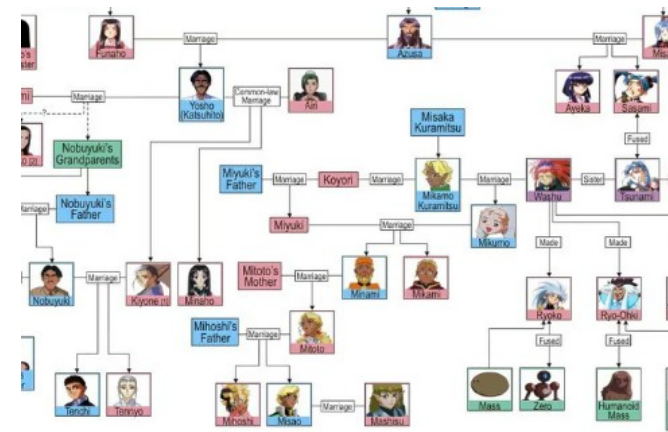 Funaho
Marriage
Azusa
Marriage
Marriage
Yosho
(Katsuhito)
Common-law
Marriage
Airi
Ayeka
Sasami
?
Nobuyuki's
Grandparents
Misaka
Kuramitsu
Fused
Miyuki's
Father
Marriage
Koyori
Marriage
Mikamo
Kuramitsu
Marriage
Washu
Sister
Tsunami
Nobuyuki's
Father
Marriage
Miyuki
Marriage
Mikumo
Made
Made
Nobuyuki
Marriage
Kiyone [1]
Minaho
Mitoto's
Mother
Marriage
Minami
Mikami
Ryoko
Ryo-Ohki
Mihoshi's
Father
Marriage
Mitoto
Fused
Fused
Tenchi
Tennyo
Mihoshi
Misao
Marriage
Mashisu
Mass
Zero
Humanoid
Mass